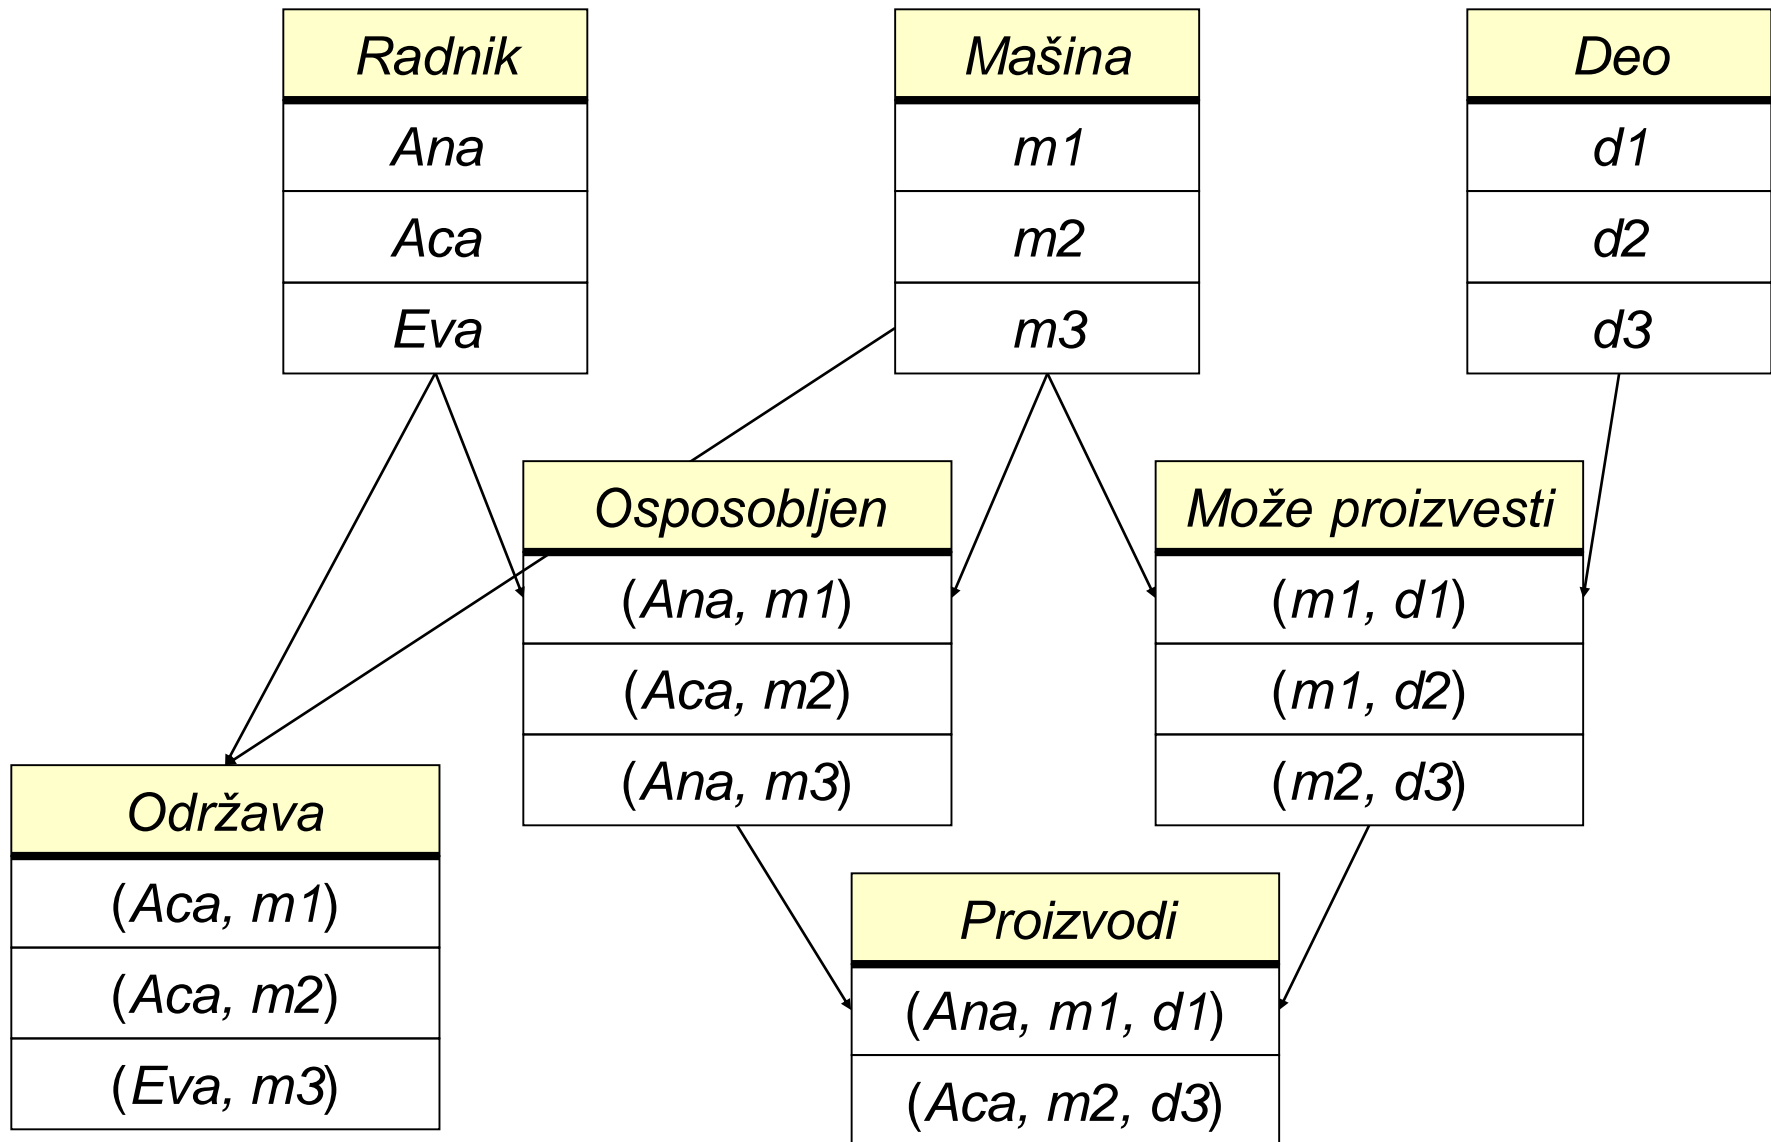 Radnik
Ana
Aca
Eva
Mašina
m1
m2
m3
Deo
d1
d2
d3
Osposobljen
(Ana, m1)
(Aca, m2)
(Ana, m3)
Može proizvesti
(m1, d1)
(m1, d2)
(m2, d3)
Održava
(Aca, m1)
(Aca, m2)
(Eva, m3)
Proizvodi
(Ana, m1, d1)
(Aca, m2, d3)